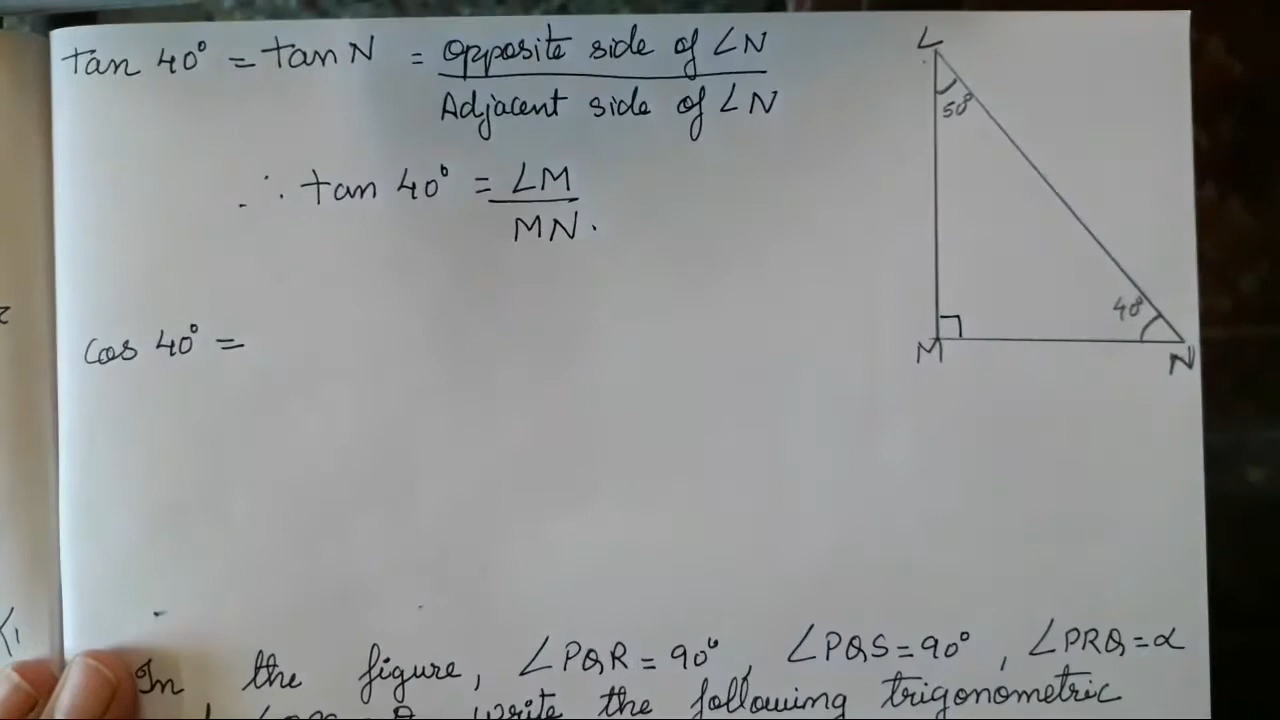 tan 40° = tan N = Opposite side of ∠N
Adjacent side of ∠N
∴ tan 40° = LM
MN.
cos 40° =
L
50°
40°
M
N
In the figure, ∠PQR = 90°, ∠PQS = 90°, ∠PRQ = α
write the following trigonometric